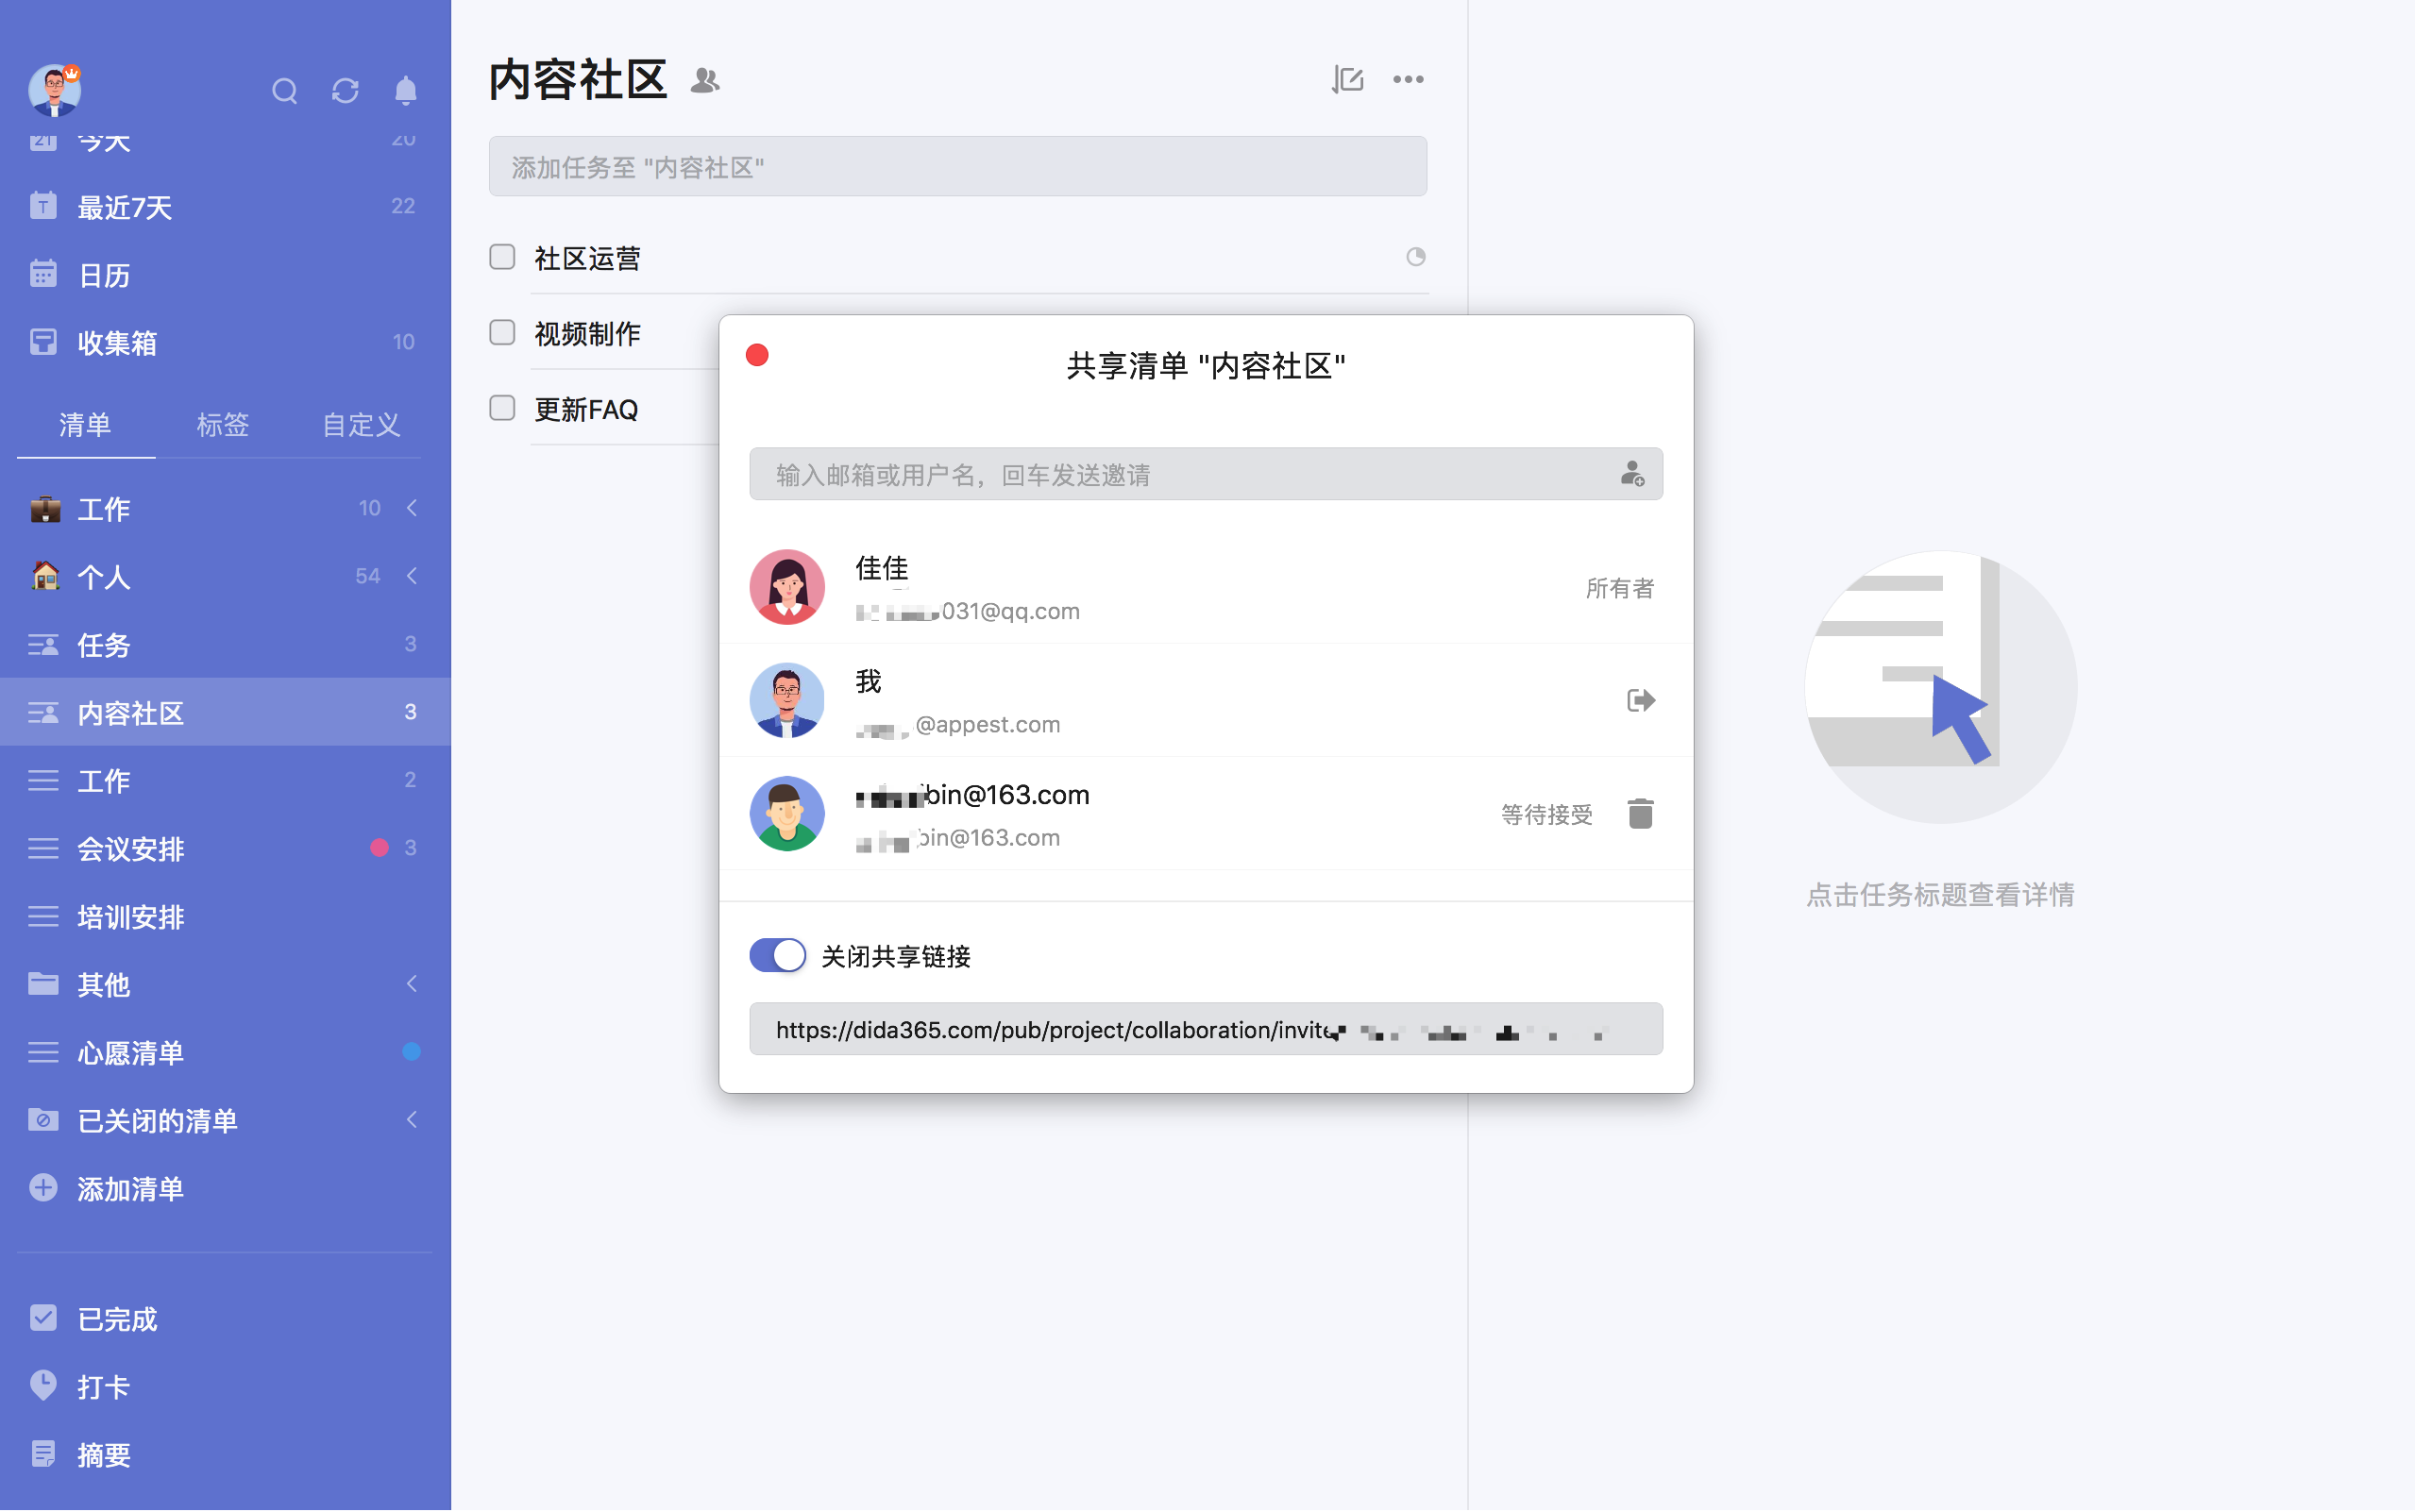 今天 20
最近7天 22
日历
收集箱 10
清单 标签 自定义
工作 10
个人 54
任务 3
内容社区 3
工作 2
会议安排 3
培训安排
其他
心愿清单
已关闭的清单
添加清单
已完成
打卡
摘要
内容社区
添加任务至 "内容社区"
社区运营
视频制作
更新FAQ
共享清单 "内容社区"
输入邮箱或用户名，回车发送邀请
佳佳
031@qq.com
所有者
我
@appest.com
bin@163.com
bin@163.com
等待接受
关闭共享链接
https://dida365.com/pub/project/collaboration/invite
点击任务标题查看详情